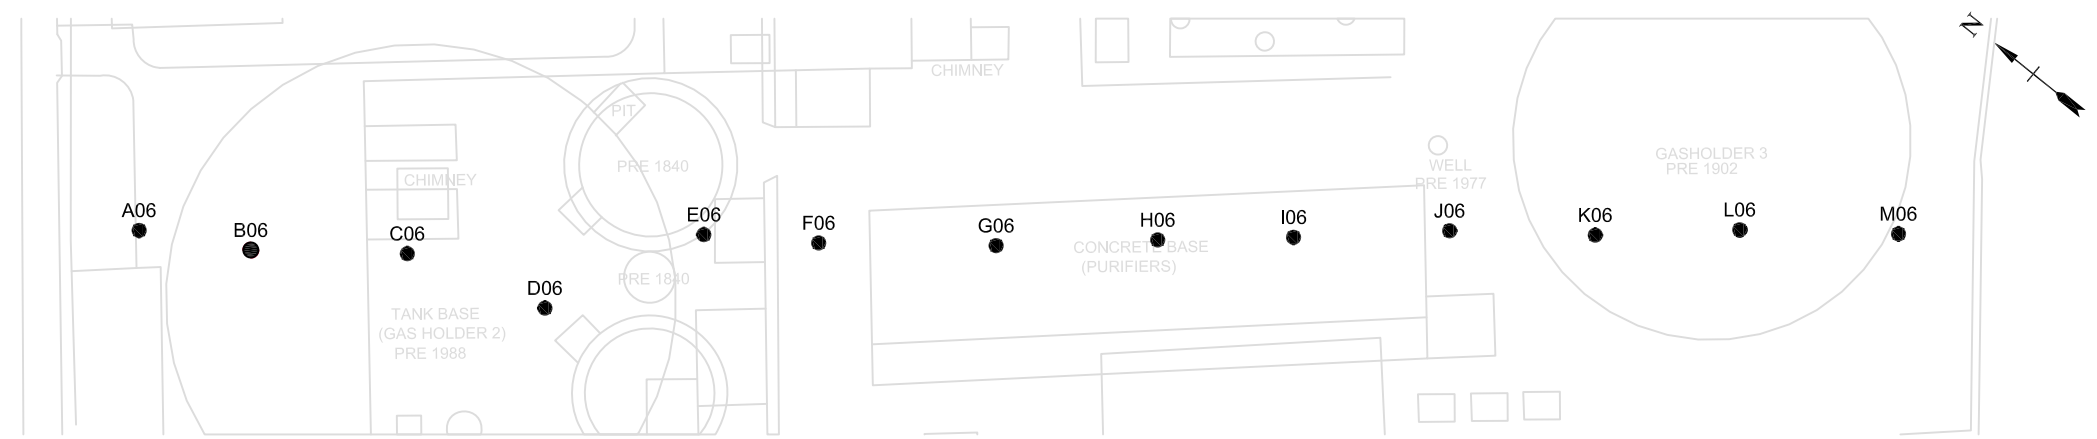 N
CHIMNEY
PIT
PRE 1840
CHIMNEY
WELL
PRE 1977
GASHOLDER 3
PRE 1902
A06
B06
C06
D06
E06
F06
G06
H06
I06
J06
K06
L06
M06
CONCRETE BASE
(PURIFIERS)
PRE 1840
TANK BASE
(GAS HOLDER 2)
PRE 1988